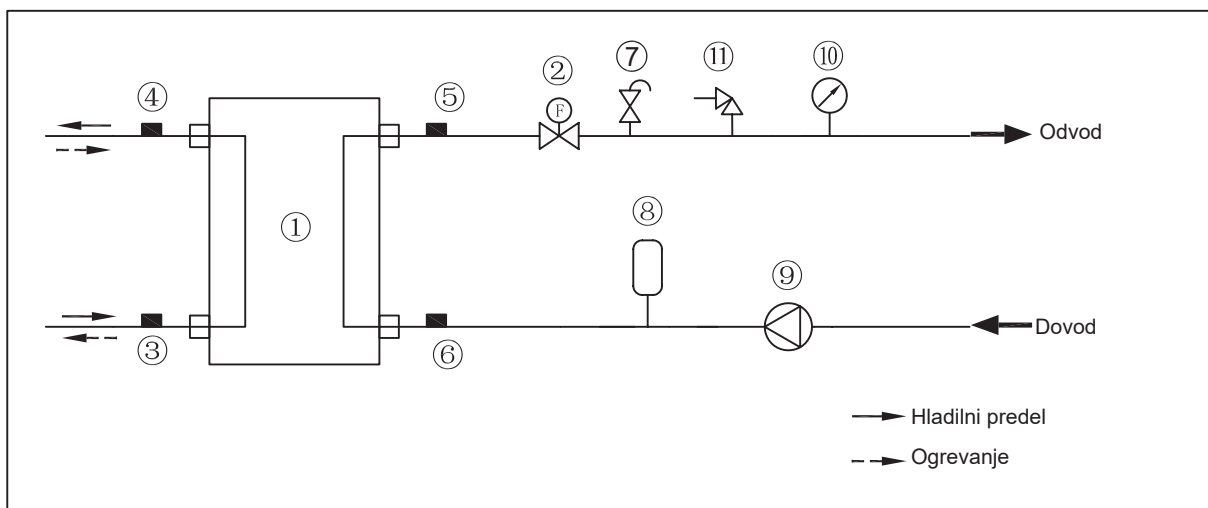 ④ ⑤ ② ⑦ ⑪ ⑩
F
Odvod
① ⑧ ⑨
Dovod
③ ⑥
Hladilni predel
Ogrevanje